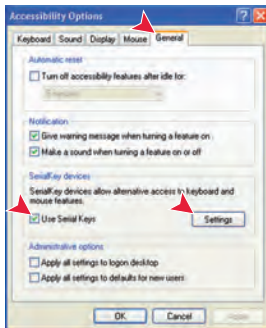 Accessibility Options
Keyboard Sound Display Mouse General
Automatic reset
Turn off accessibility features after idle for:
5 minutes
Notification
Give warning message when turning a feature on
Make a sound when turning a feature on or off
SerialKey devices
SerialKey devices allow alternative access to keyboard and
mouse features.
Use Serial Keys
Settings
Administrative options
Apply all settings to logon desktop
Apply all settings to defaults for new users
OK Cancel Apply